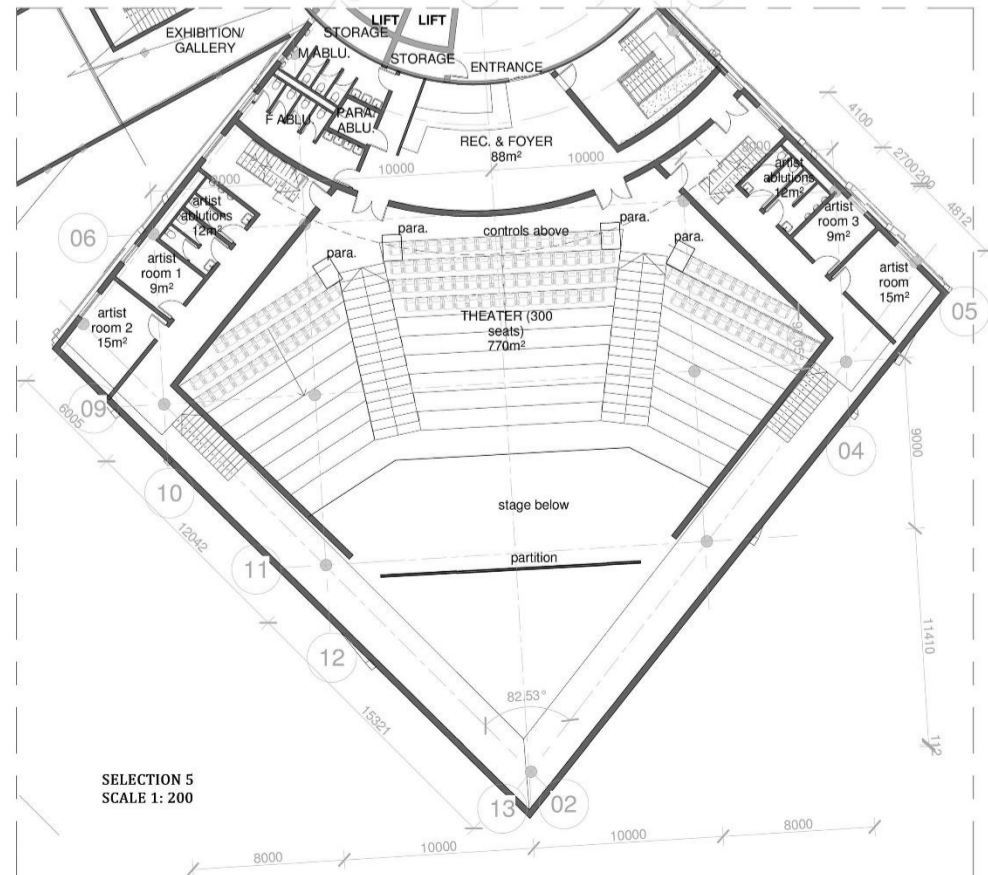 LIFT
LIFT
EXHIBITION/
GALLERY
STORAGE
M ABLU.
STORAGE
ENTRANCE
F ABLU.
PARA.
ABLU.
REC. & FOYER
88m²
4100
2700
200
4812
10000
10000
8000
8000
artist
ablutions
12m²
artist
ablutions
12m²
artist
room 3
9m²
06
para.
controls above
para.
para.
para.
artist
room 1
9m²
artist
room
15m²
05
artist
room 2
15m²
THEATER (300
seats)
770m²
09
6005
04
9000
10
stage below
12042
11
partition
12
11410
82.53°
15321
112
SELECTION 5
SCALE 1: 200
13
02
8000
10000
10000
8000